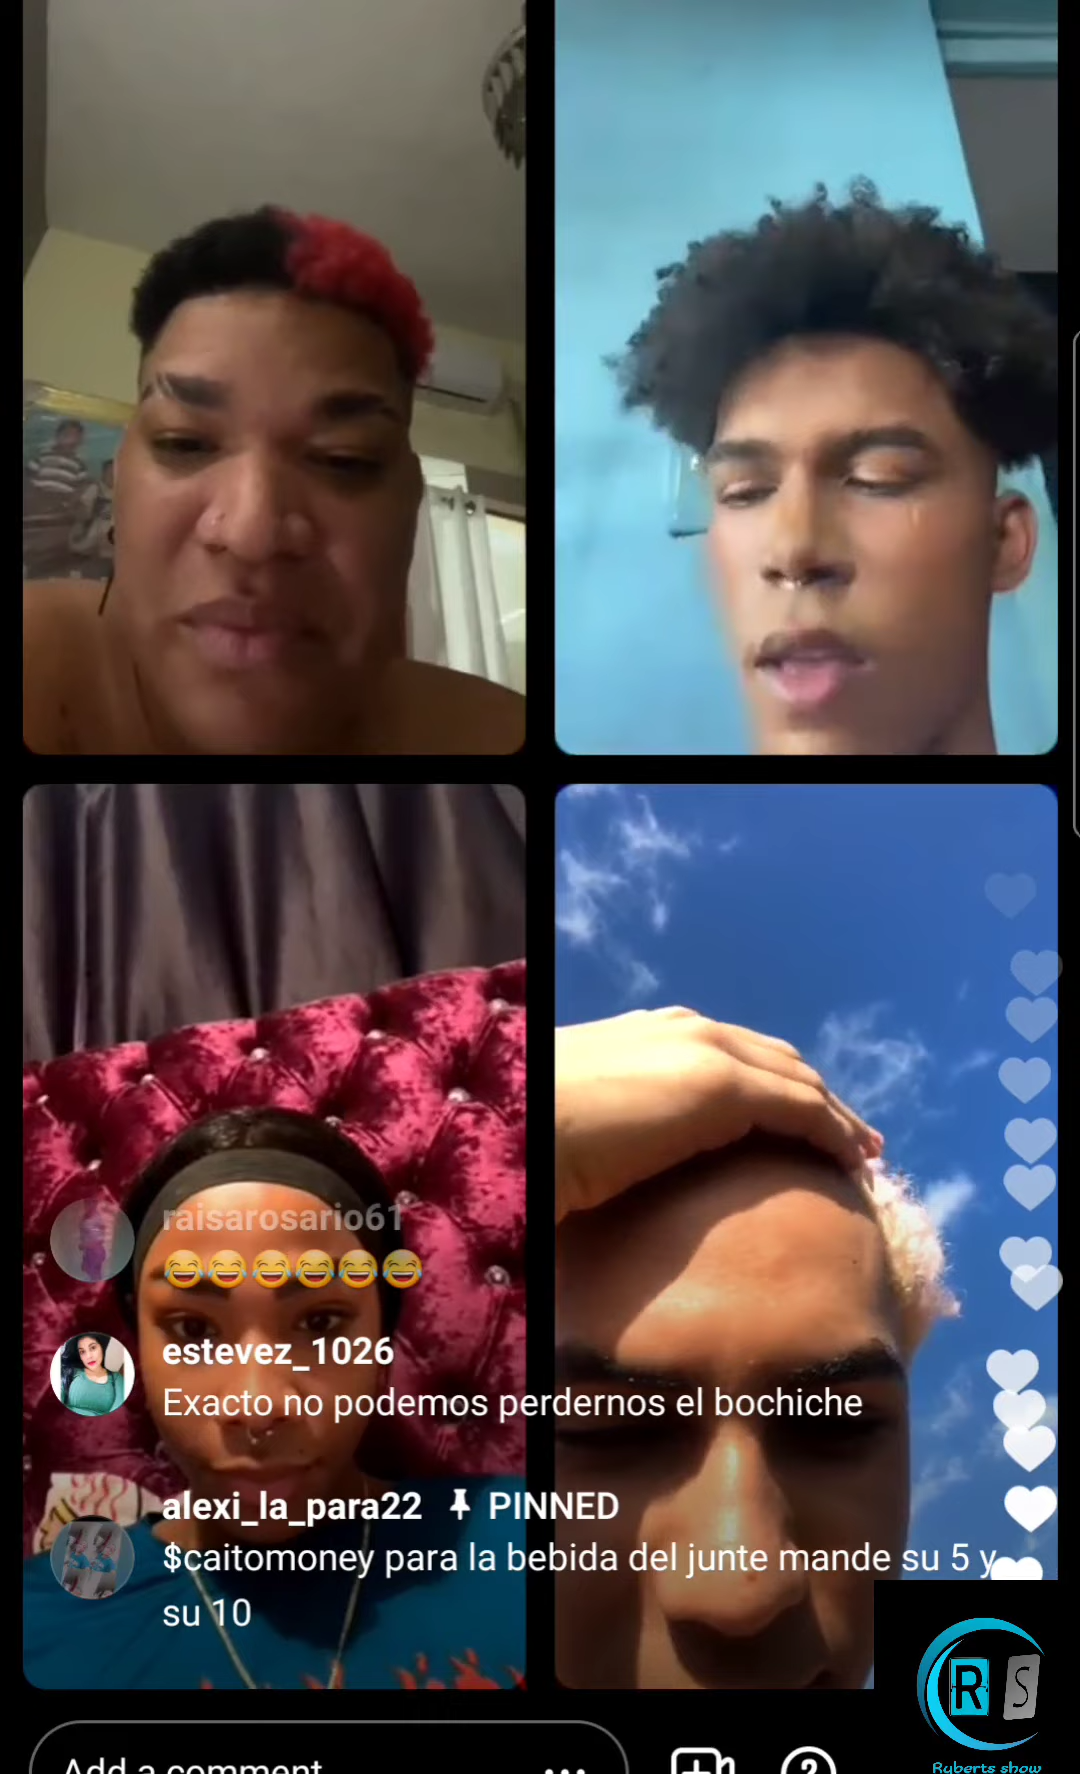 raisarosario61
😂😂😂😂😂😂
estevez_1026
Exacto no podemos perdernos el bochiche
alexi_la_para22 📌 PINNED
$caitomoney para la bebida del junte mande su 5 y
su 10
RS
Add a comment...
Ryberts show